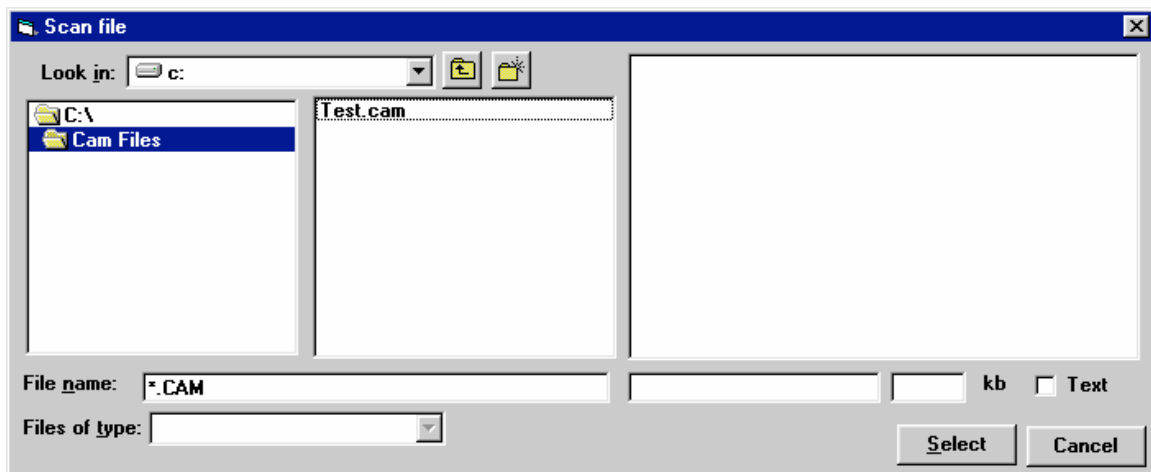 Scan file
Look in: c:
C:\
Cam Files
Test.cam
File name: *.CAM
kb
Text
Files of type:
Select
Cancel